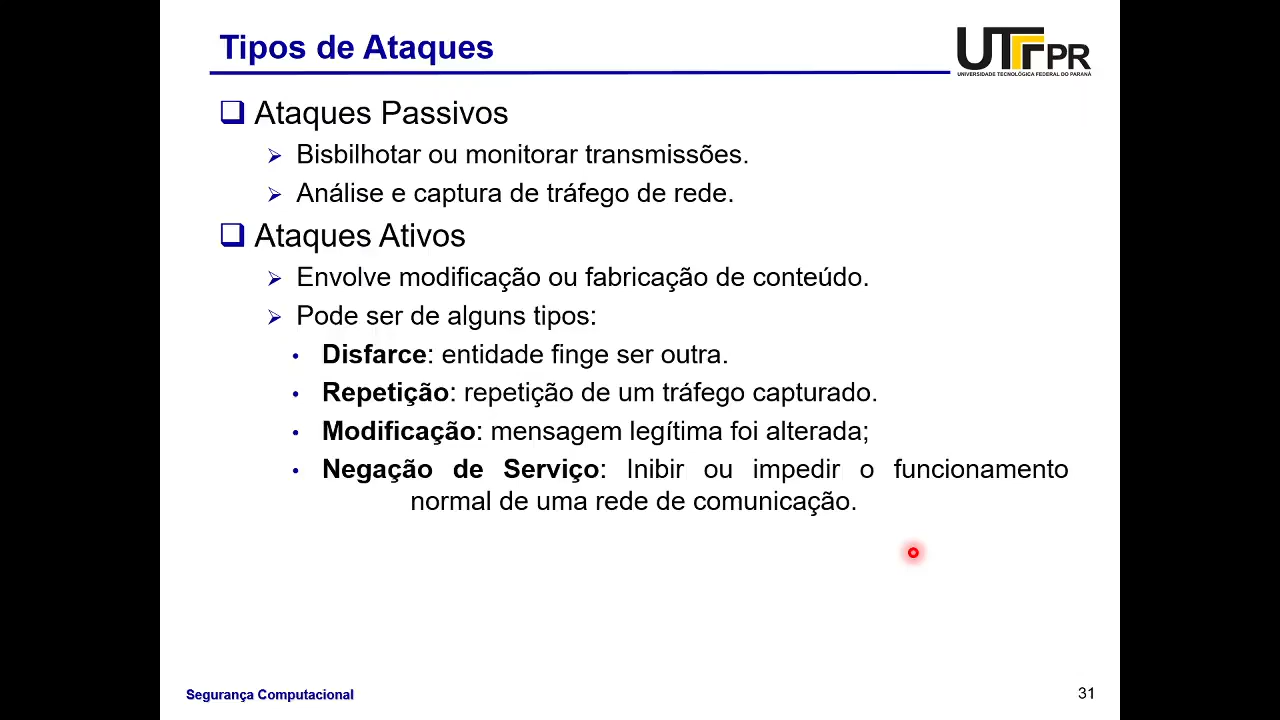 Tipos de Ataques
UTFPR
UNIVERSIDADE TECNOLÓGICA FEDERAL DO PARANÁ
Ataques Passivos
Bisbilhotar ou monitorar transmissões.
Análise e captura de tráfego de rede.
Ataques Ativos
Envolve modificação ou fabricação de conteúdo.
Pode ser de alguns tipos:
Disfarce: entidade finge ser outra.
Repetição: repetição de um tráfego capturado.
Modificação: mensagem legítima foi alterada;
Negação de Serviço: Inibir ou impedir o funcionamento
normal de uma rede de comunicação.
Segurança Computacional
31